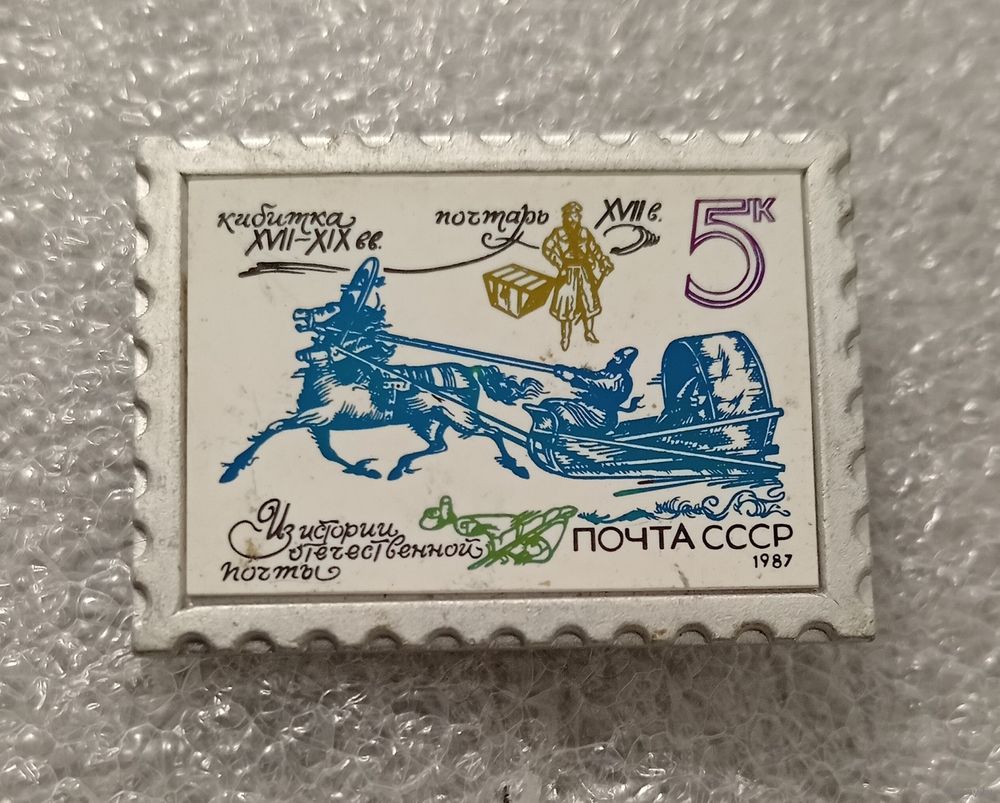 кибитка
XVII–XIX вв.
почтарь XVII в.
5к
Из истории
отечественной
почты
ПОЧТА СССР
1987